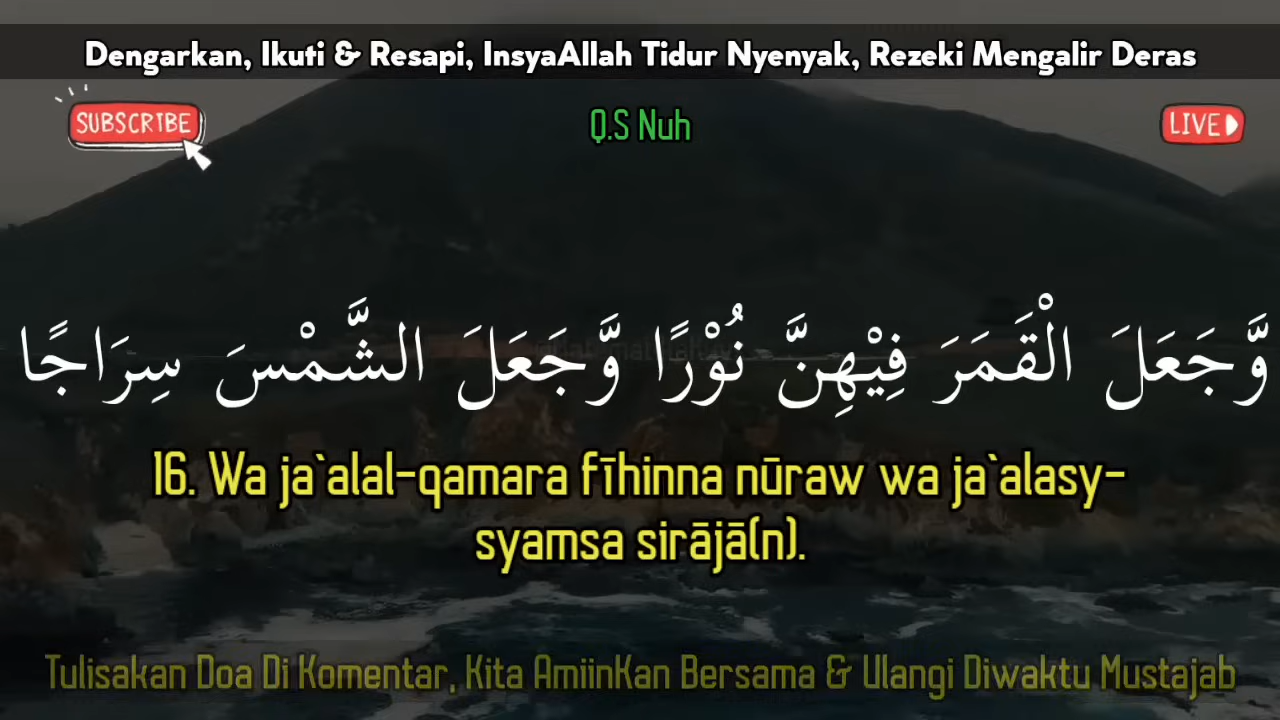 Dengarkan, Ikuti & Resapi, InsyaAllah Tidur Nyenyak, Rezeki Mengalir Deras
SUBSCRIBE
Q.S Nuh
LIVE
وَّجَعَلَ الْقَمَرَ فِيْهِنَّ نُوْرًا وَّجَعَلَ الشَّمْسَ سِرَاجًا
16. Wa ja`alal-qamara fīhinna nūraw wa ja`alasy-
syamsa sirājā(n).
Tulisakan Doa Di Komentar, Kita AmiinKan Bersama & Ulangi Diwaktu Mustajab